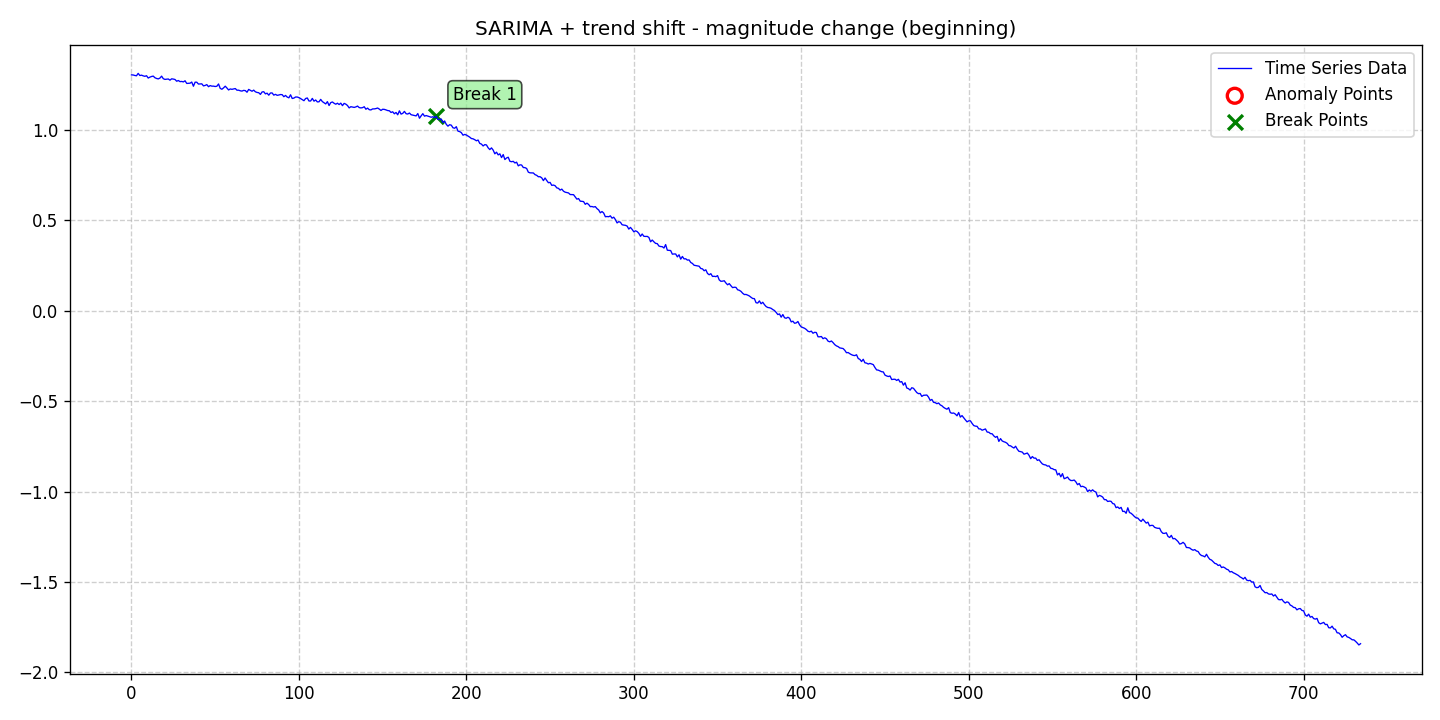 SARIMA + trend shift - magnitude change (beginning)
Time Series Data
Anomaly Points
Break Points
Break 1
1.0
0.5
0.0
−0.5
−1.0
−1.5
−2.0
0 100 200 300 400 500 600 700